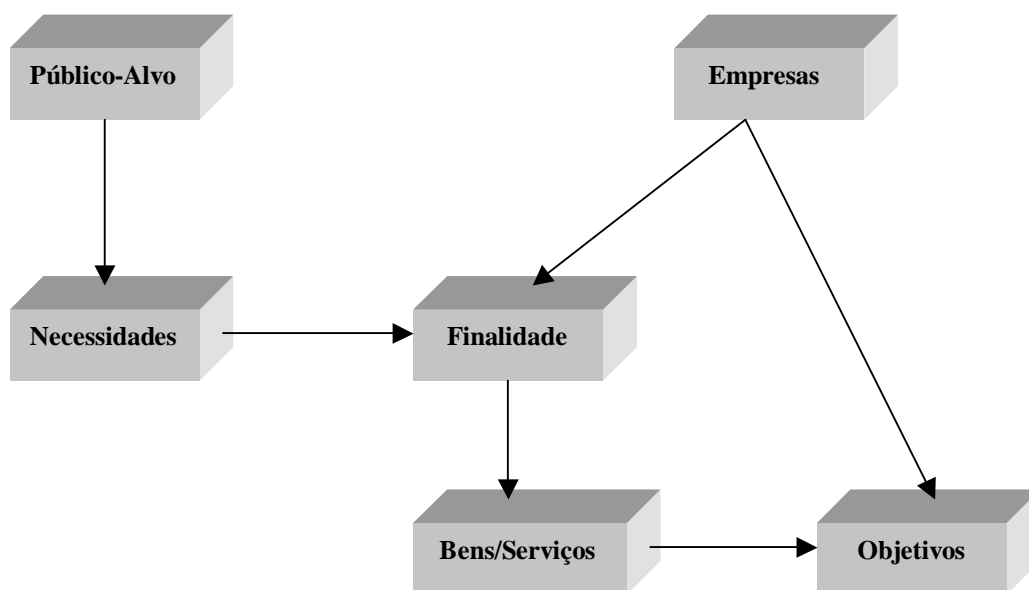 Público-Alvo
Empresas
Necessidades
Finalidade
Bens/Serviços
Objetivos